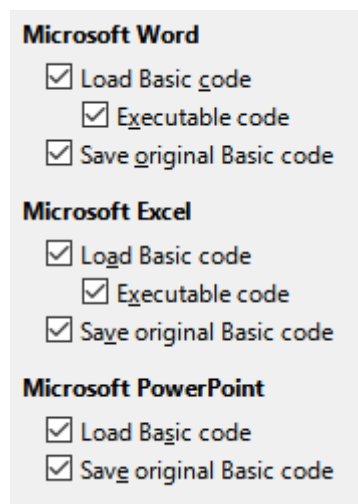 Microsoft Word
Load Basic code
Executable code
Save original Basic code
Microsoft Excel
Load Basic code
Executable code
Save original Basic code
Microsoft PowerPoint
Load Basic code
Save original Basic code